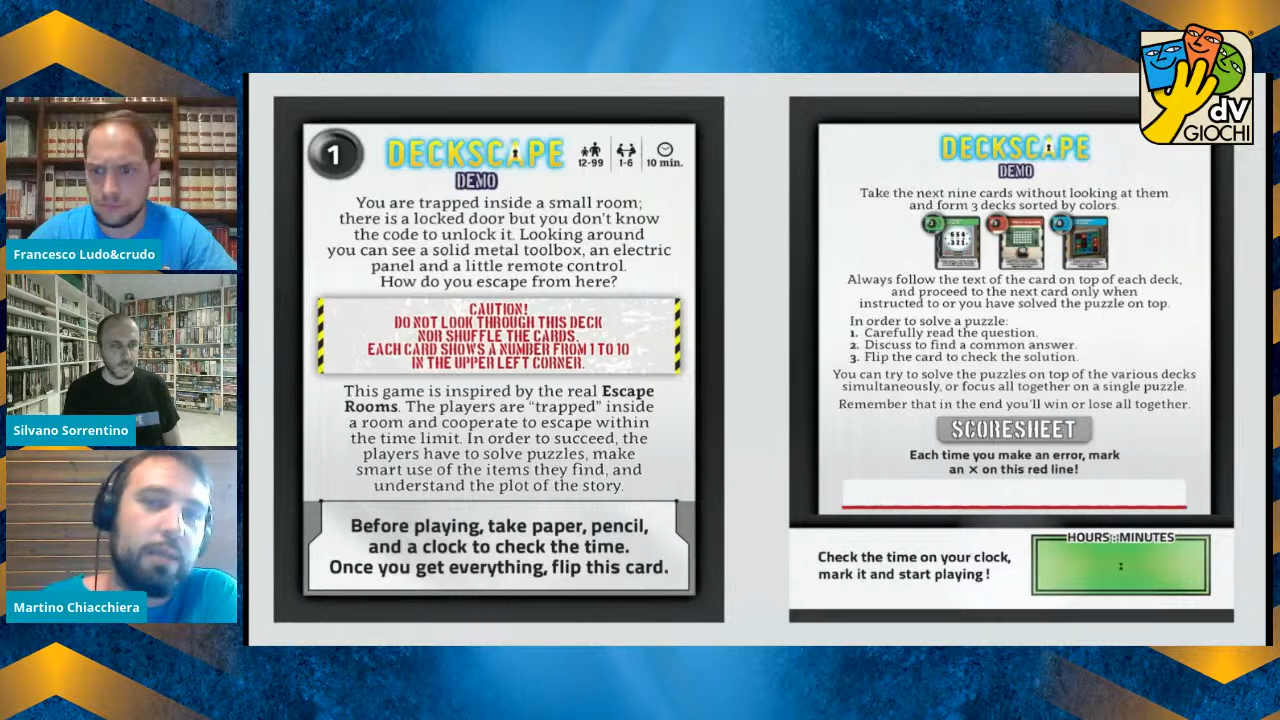 Francesco Ludo&crudo
Silvano Sorrentino
Martino Chiacchiera
1
DECKSCAPE
DEMO
12-99
1-6
10 min.
You are trapped inside a small room;
there is a locked door but you don't know
the code to unlock it. Looking around
you can see a solid metal toolbox, an electric
panel and a little remote control.
How do you escape from here?
CAUTION!
DO NOT LOOK THROUGH THIS DECK
NOR SHUFFLE THE CARDS.
EACH CARD SHOWS A NUMBER FROM 1 TO 10
IN THE UPPER LEFT CORNER.
This game is inspired by the real Escape
Rooms. The players are “trapped” inside
a room and cooperate to escape within
the time limit. In order to succeed, the
players have to solve puzzles, make
smart use of the items they find, and
understand the plot of the story.
Before playing, take paper, pencil,
and a clock to check the time.
Once you get everything, flip this card.
DECKSCAPE
DEMO
Take the next nine cards without looking at them
and form 3 decks sorted by colors.
Always follow the text of the card on top of each deck,
and proceed to the next card only when
instructed to or you have solved the puzzle on top.
In order to solve a puzzle:
1. Carefully read the question.
2. Discuss to find a common answer.
3. Flip the card to check the solution.
You can try to solve the puzzles on top of the various decks
simultaneously, or focus all together on a single puzzle.
Remember that in the end you'll win or lose all together.
SCORESHEET
Each time you make an error, mark
an × on this red line!
Check the time on your clock,
mark it and start playing!
HOURS::MINUTES
:
dv
GIOCHI